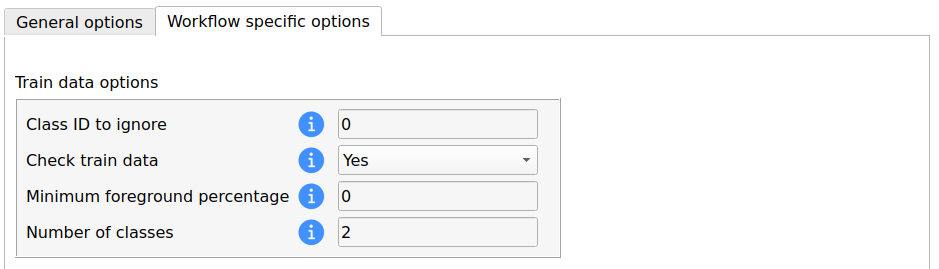 General options
Workflow specific options
Train data options
Class ID to ignore 0
Check train data Yes
Minimum foreground percentage 0
Number of classes 2